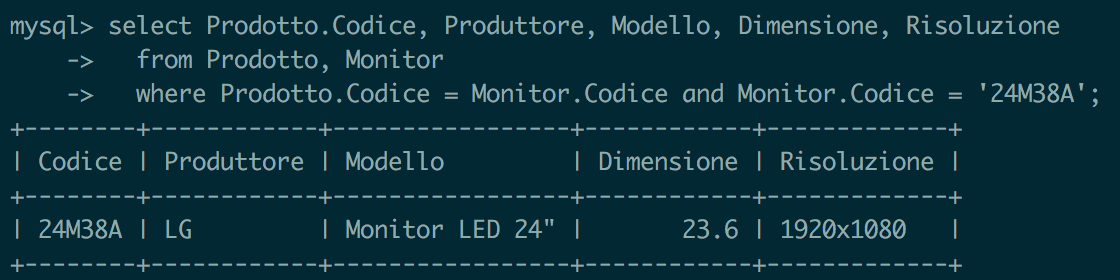 mysql> select Prodotto.Codice, Produttore, Modello, Dimensione, Risoluzione
    ->   from Prodotto, Monitor
    ->   where Prodotto.Codice = Monitor.Codice and Monitor.Codice = '24M38A';
+--------+------------+-----------------+------------+-------------+
| Codice | Produttore | Modello         | Dimensione | Risoluzione |
+--------+------------+-----------------+------------+-------------+
| 24M38A | LG         | Monitor LED 24" |       23.6 | 1920x1080   |
+--------+------------+-----------------+------------+-------------+